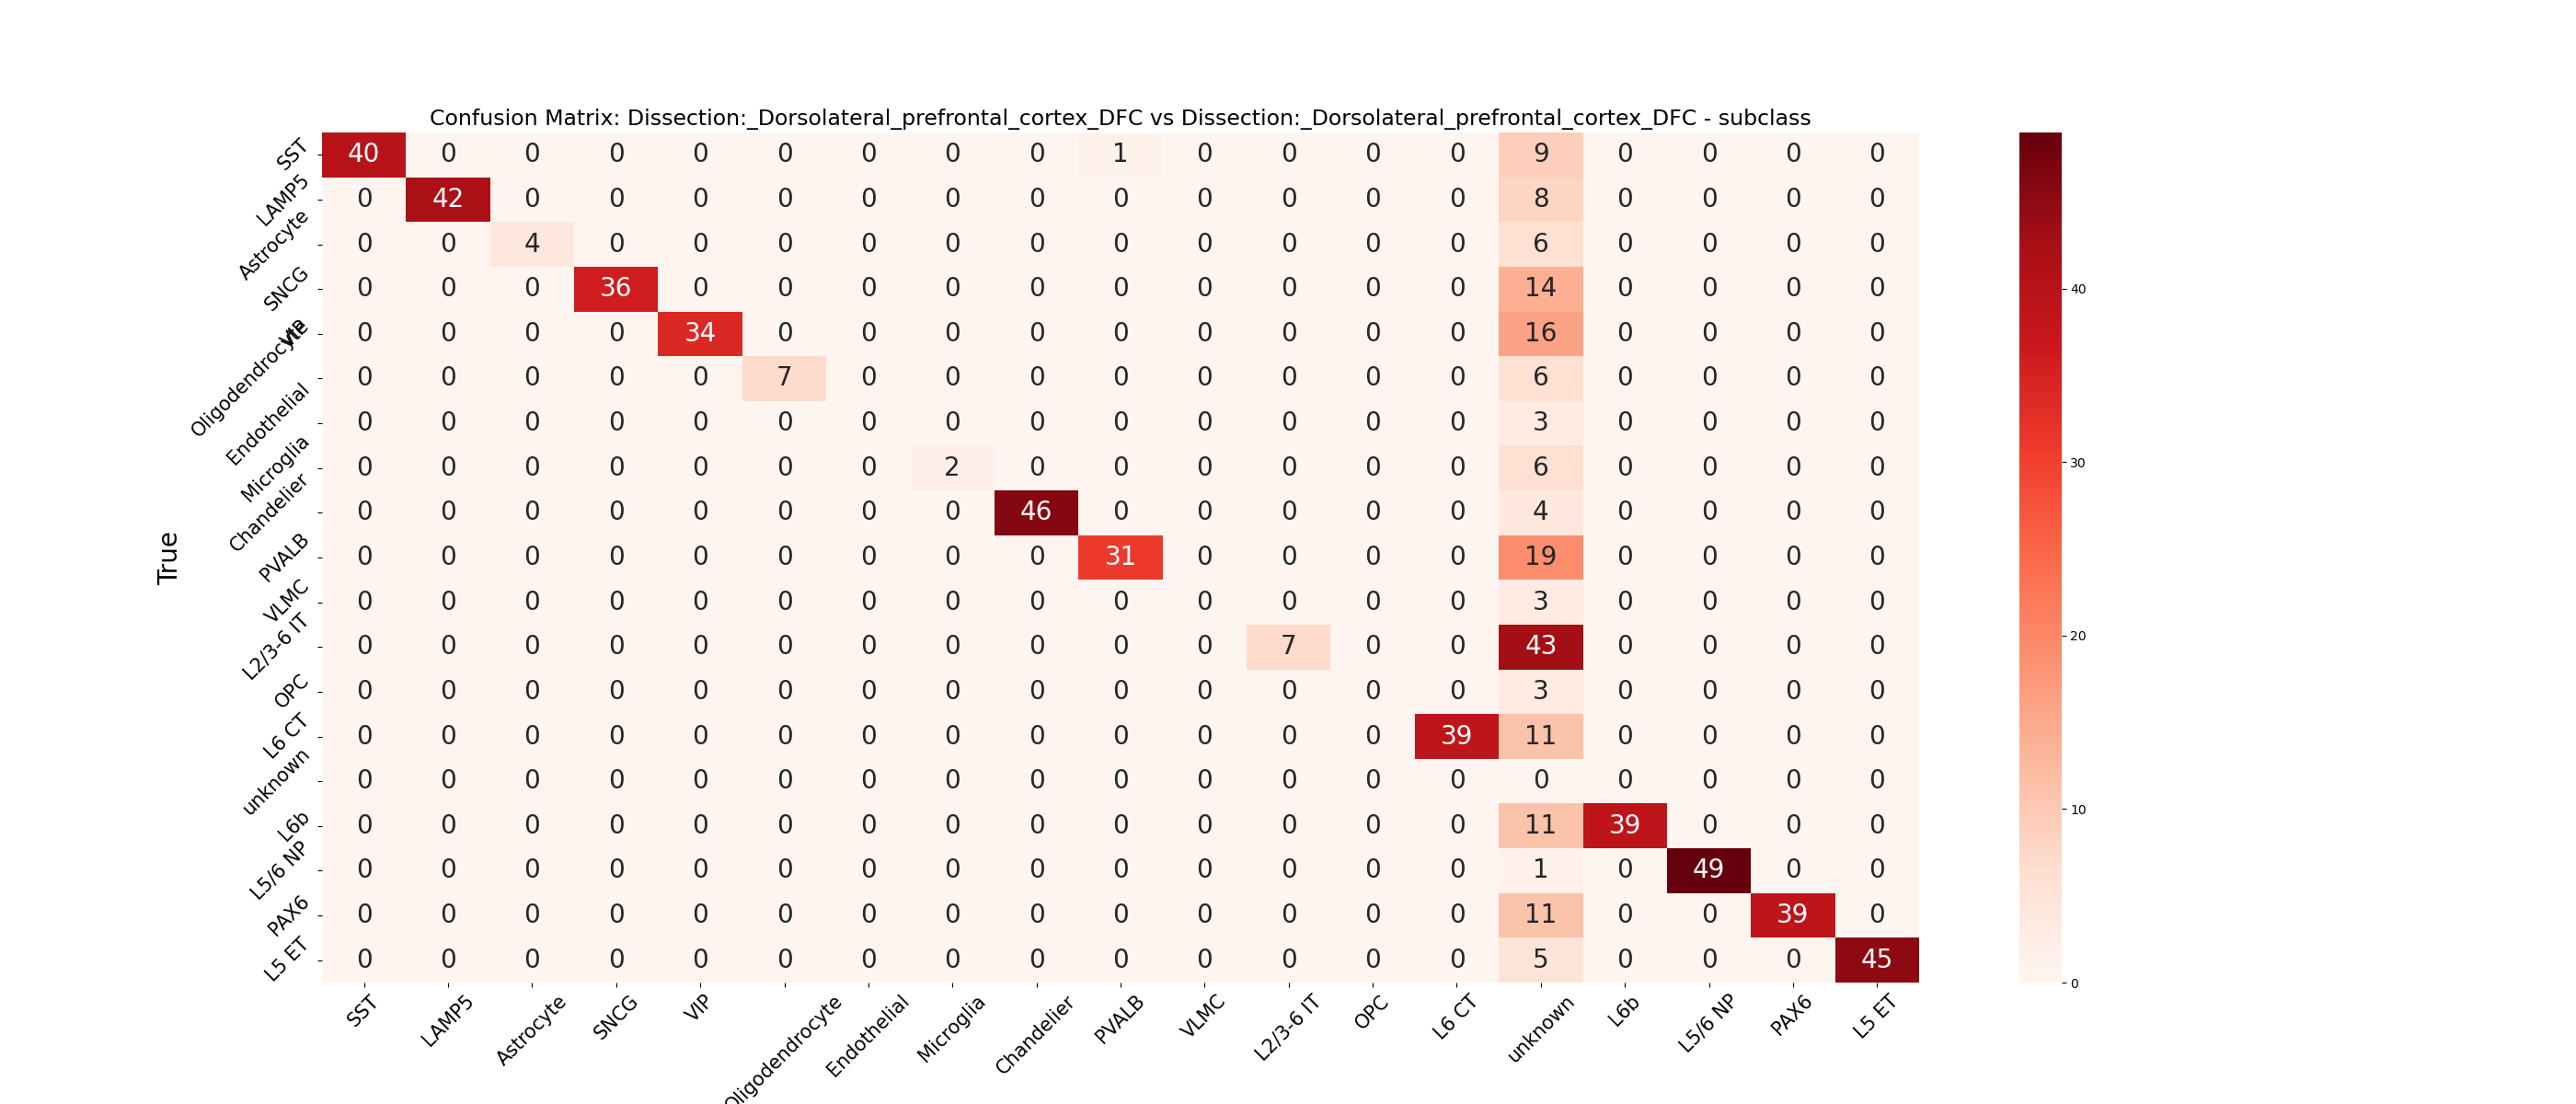 Confusion Matrix: Dissection:_Dorsolateral_prefrontal_cortex_DFC vs Dissection:_Dorsolateral_prefrontal_cortex_DFC - subclass
SST 40 0 0 0 0 0 0 0 0 1 0 0 0 0 9 0 0 0 0
LAMP5 0 42 0 0 0 0 0 0 0 0 0 0 0 0 8 0 0 0 0
Astrocyte 0 0 4 0 0 0 0 0 0 0 0 0 0 0 6 0 0 0 0
SNCG 0 0 0 36 0 0 0 0 0 0 0 0 0 0 14 0 0 0 0
VIP 0 0 0 0 34 0 0 0 0 0 0 0 0 0 16 0 0 0 0
Oligodendrocyte 0 0 0 0 0 7 0 0 0 0 0 0 0 0 6 0 0 0 0
Endothelial 0 0 0 0 0 0 0 0 0 0 0 0 0 0 3 0 0 0 0
Microglia 0 0 0 0 0 0 0 2 0 0 0 0 0 0 6 0 0 0 0
Chandelier 0 0 0 0 0 0 0 0 46 0 0 0 0 0 4 0 0 0 0
PVALB 0 0 0 0 0 0 0 0 0 31 0 0 0 0 19 0 0 0 0
VLMC 0 0 0 0 0 0 0 0 0 0 0 0 0 0 3 0 0 0 0
L2/3-6 IT 0 0 0 0 0 0 0 0 0 0 0 7 0 0 43 0 0 0 0
OPC 0 0 0 0 0 0 0 0 0 0 0 0 0 0 3 0 0 0 0
L6 CT 0 0 0 0 0 0 0 0 0 0 0 0 0 39 11 0 0 0 0
unknown 0 0 0 0 0 0 0 0 0 0 0 0 0 0 0 0 0 0 0
L6b 0 0 0 0 0 0 0 0 0 0 0 0 0 0 11 39 0 0 0
L5/6 NP 0 0 0 0 0 0 0 0 0 0 0 0 0 0 1 0 49 0 0
PAX6 0 0 0 0 0 0 0 0 0 0 0 0 0 0 11 0 0 39 0
L5 ET 0 0 0 0 0 0 0 0 0 0 0 0 0 0 5 0 0 0 45
True
SST LAMP5 Astrocyte SNCG VIP Oligodendrocyte Endothelial Microglia Chandelier PVALB VLMC L2/3-6 IT OPC L6 CT unknown L6b L5/6 NP PAX6 L5 ET
40
30
20
10
0